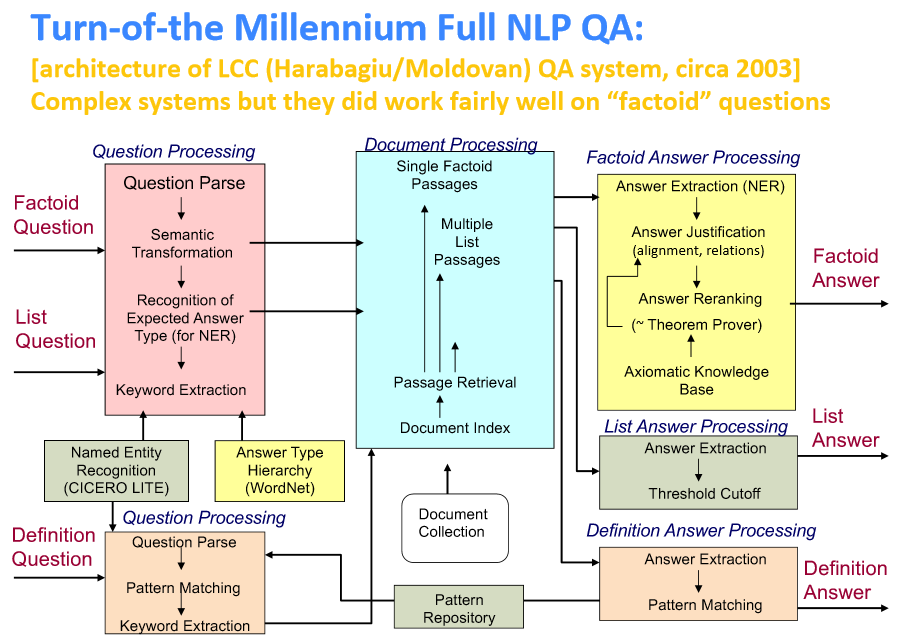 Turn-of-the Millennium Full NLP QA:
[architecture of LCC (Harabagiu/Moldovan) QA system, circa 2003]
Complex systems but they did work fairly well on “factoid” questions
Question Processing
Question Parse
Semantic
Transformation
Recognition of
Expected Answer
Type (for NER)
Keyword Extraction
Factoid
Question
List
Question
Named Entity
Recognition
(CICERO LITE)
Answer Type
Hierarchy
(WordNet)
Question Processing
Question Parse
Pattern Matching
Keyword Extraction
Definition
Question
Document Processing
Single Factoid
Passages
Multiple
List
Passages
Passage Retrieval
Document Index
Document
Collection
Pattern
Repository
Factoid Answer Processing
Answer Extraction (NER)
Answer Justification
(alignment, relations)
Answer Reranking
(~ Theorem Prover)
Axiomatic Knowledge
Base
Factoid
Answer
List Answer Processing
Answer Extraction
Threshold Cutoff
List
Answer
Definition Answer Processing
Answer Extraction
Pattern Matching
Definition
Answer